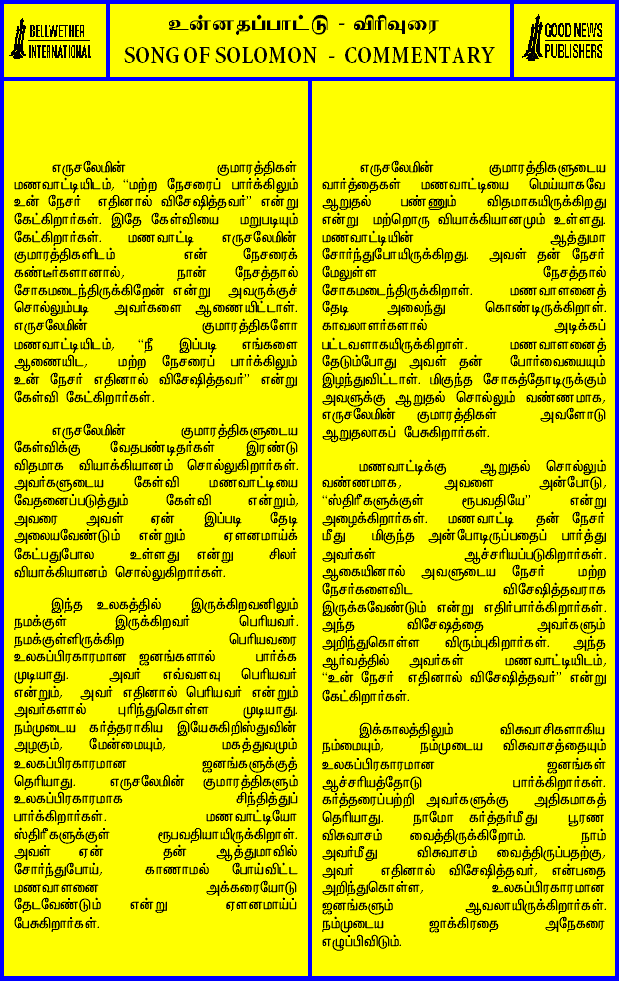 BELLWETHER
INTERNATIONAL
உன்னதப்பாட்டு - விரிவுரை
SONG OF SOLOMON - COMMENTARY
GOOD NEWS
PUBLISHERS
எருசலேமின் குமாரத்திகள்
மணவாட்டியிடம், “மற்ற நேசரைப் பார்க்கிலும்
உன் நேசர் எதினால் விசேஷித்தவர்” என்று
கேட்கிறார்கள். இதே கேள்வியை மறுபடியும்
கேட்கிறார்கள். மணவாட்டி எருசலேமின்
குமாரத்திகளிடம் என் நேசரைக்
கண்டீர்களானால், நான் நேசத்தால்
சோகமடைந்திருக்கிறேன் என்று அவருக்குச்
சொல்லும்படி அவர்களை ஆணையிட்டாள்.
எருசலேமின் குமாரத்திகளோ
மணவாட்டியிடம், “நீ இப்படி எங்களை
ஆணையிட, மற்ற நேசரைப் பார்க்கிலும்
உன் நேசர் எதினால் விசேஷித்தவர்” என்று
கேள்வி கேட்கிறார்கள்.
எருசலேமின் குமாரத்திகளுடைய
கேள்விக்கு வேதபண்டிதர்கள் இரண்டு
விதமாக வியாக்கியானம் சொல்லுகிறார்கள்.
அவர்களுடைய கேள்வி மணவாட்டியை
வேதனைப்படுத்தும் கேள்வி என்றும்,
அவரை அவள் ஏன் இப்படி தேடி
அலையவேண்டும் என்றும் ஏளனமாய்க்
கேட்பதுபோல உள்ளது என்று சிலர்
வியாக்கியானம் சொல்லுகிறார்கள்.
இந்த உலகத்தில் இருக்கிறவனிலும்
நமக்குள் இருக்கிறவர் பெரியவர்.
நமக்குள்ளிருக்கிற பெரியவரை
உலகப்பிரகாரமான ஜனங்களால் பார்க்க
முடியாது. அவர் எவ்வளவு பெரியவர்
என்றும், அவர் எதினால் பெரியவர் என்றும்
அவர்களால் புரிந்துகொள்ள முடியாது.
நம்முடைய கர்த்தராகிய இயேசுகிறிஸ்துவின்
அழகும், மேன்மையும், மகத்துவமும்
உலகப்பிரகாரமான ஜனங்களுக்குத்
தெரியாது. எருசலேமின் குமாரத்திகளும்
உலகப்பிரகாரமாக சிந்தித்துப்
பார்க்கிறார்கள். மணவாட்டியோ
ஸ்திரீகளுக்குள் ரூபவதியாயிருக்கிறாள்.
அவள் ஏன் தன் ஆத்துமாவில்
சோர்ந்துபோய், காணாமல் போய்விட்ட
மணவாளனை அக்கரையோடு
தேடவேண்டும் என்று ஏளனமாய்ப்
பேசுகிறார்கள்.
எருசலேமின் குமாரத்திகளுடைய
வார்த்தைகள் மணவாட்டியை மெய்யாகவே
ஆறுதல் பண்ணும் விதமாகயிருக்கிறது
என்று மற்றொரு வியாக்கியானமும் உள்ளது.
மணவாட்டியின் ஆத்துமா
சோர்ந்துபோயிருக்கிறது. அவள் தன் நேசர்
மேலுள்ள நேசத்தால்
சோகமடைந்திருக்கிறாள். மணவாளனைத்
தேடி அலைந்து கொண்டிருக்கிறாள்.
காவலாளர்களால் அடிக்கப்
பட்டவளாகயிருக்கிறாள். மணவாளனைத்
தேடும்போது அவள் தன் போர்வையையும்
இழந்துவிட்டாள். மிகுந்த சோகத்தோடிருக்கும்
அவளுக்கு ஆறுதல் சொல்லும் வண்ணமாக,
எருசலேமின் குமாரத்திகள் அவளோடு
ஆறுதலாகப் பேசுகிறார்கள்.
மணவாட்டிக்கு ஆறுதல் சொல்லும்
வண்ணமாக, அவளை அன்போடு,
“ஸ்திரீகளுக்குள் ரூபவதியே” என்று
அழைக்கிறார்கள். மணவாட்டி தன் நேசர்
மீது மிகுந்த அன்போடிருப்பதைப் பார்த்து
அவர்கள் ஆச்சரியப்படுகிறார்கள்.
ஆகையினால் அவளுடைய நேசர் மற்ற
நேசர்களைவிட விசேஷித்தவராக
இருக்கவேண்டும் என்று எதிர்பார்க்கிறார்கள்.
அந்த விசேஷத்தை அவர்களும்
அறிந்துகொள்ள விரும்புகிறார்கள். அந்த
ஆர்வத்தில் அவர்கள் மணவாட்டியிடம்,
“உன் நேசர் எதினால் விசேஷித்தவர்” என்று
கேட்கிறார்கள்.
இக்காலத்திலும் விசுவாசிகளாகிய
நம்மையும், நம்முடைய விசுவாசத்தையும்
உலகப்பிரகாரமான ஜனங்கள்
ஆச்சரியத்தோடு பார்க்கிறார்கள்.
கர்த்தரைப்பற்றி அவர்களுக்கு அதிகமாகத்
தெரியாது. நாமோ கர்த்தர்மீது பூரண
விசுவாசம் வைத்திருக்கிறோம். நாம்
அவர்மீது விசுவாசம் வைத்திருப்பதற்கு,
அவர் எதினால் விசேஷித்தவர், என்பதை
அறிந்துகொள்ள, உலகப்பிரகாரமான
ஜனங்களும் ஆவலாயிருக்கிறார்கள்.
நம்முடைய ஜாக்கிரதை அநேகரை
எழுப்பிவிடும்.